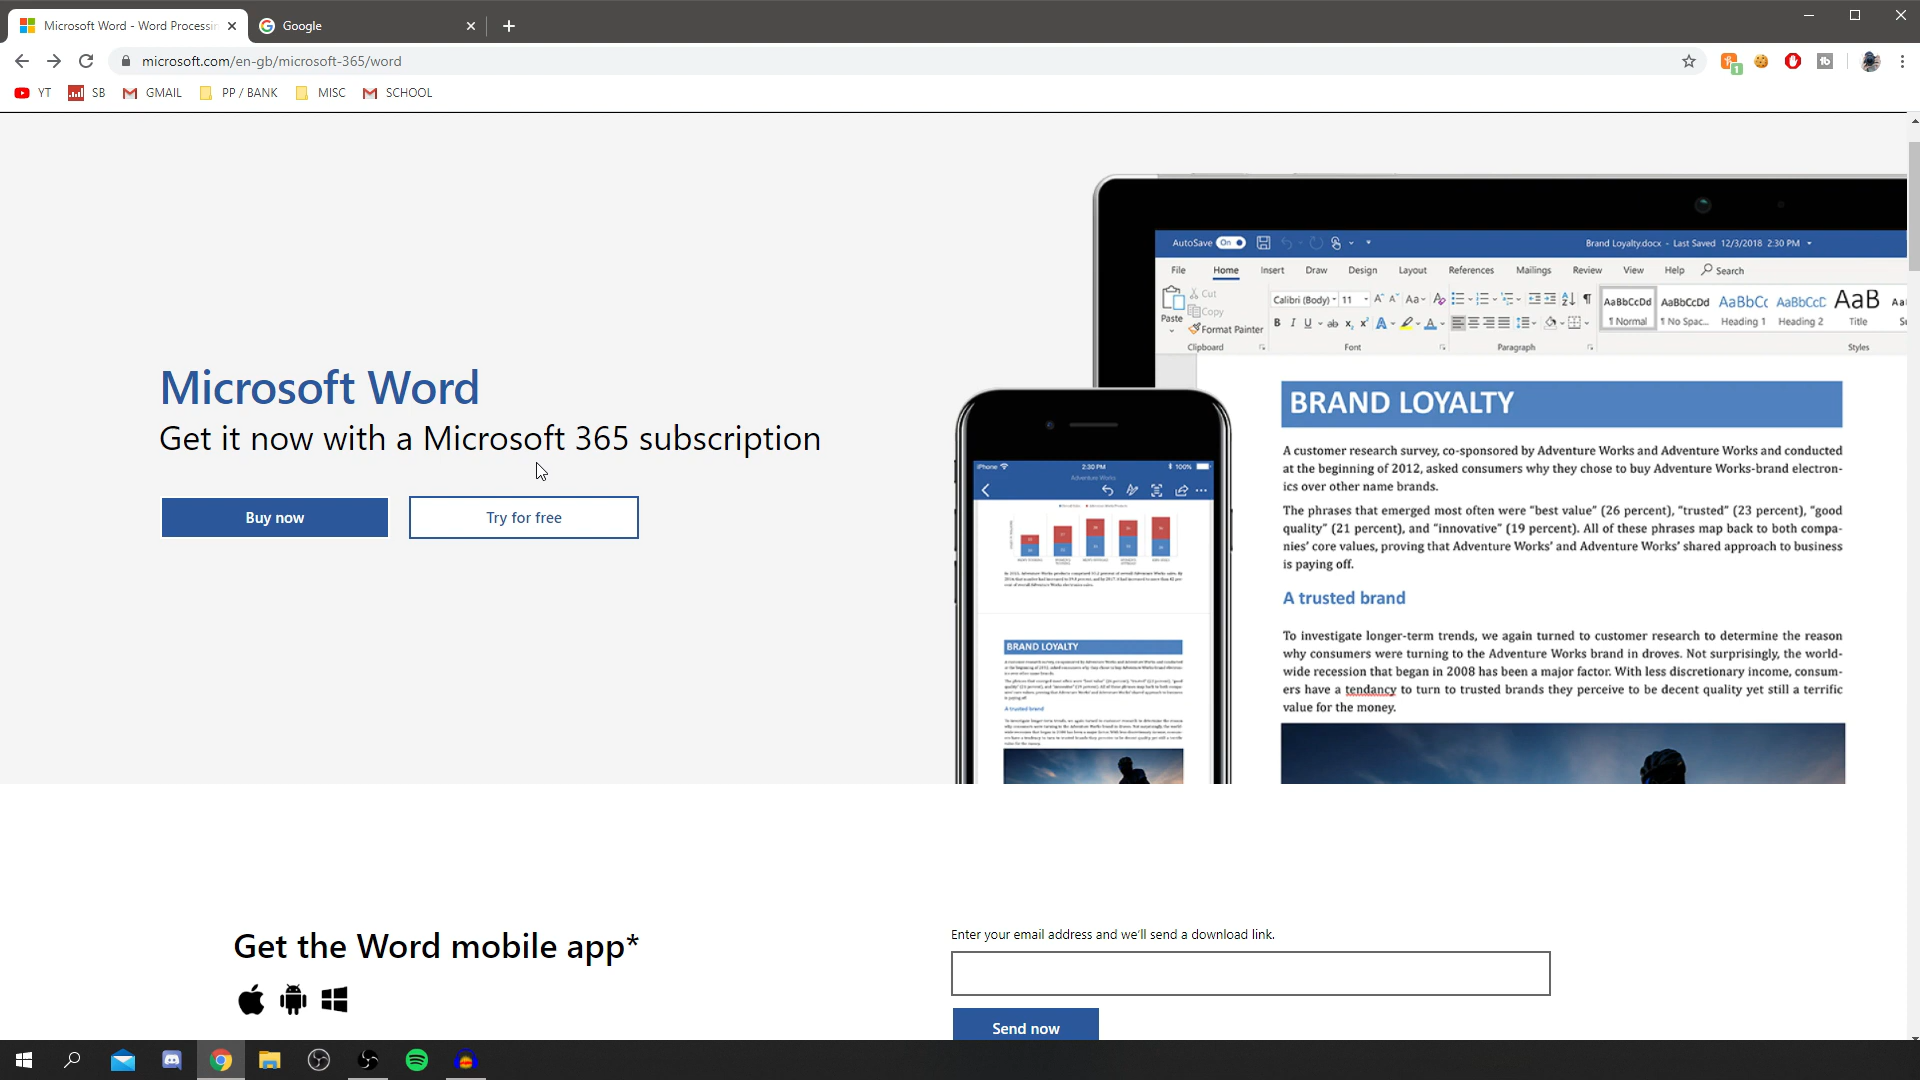 Microsoft Word - Word Processin
Google
microsoft.com/en-gb/microsoft-365/word
YT
SB
GMAIL
PP / BANK
MISC
SCHOOL
Microsoft Word
Get it now with a Microsoft 365 subscription
Buy now
Try for free
AutoSave On
Brand Loyalty.docx - Last Saved 12/3/2018 2:30 PM
File Home Insert Draw Design Layout References Mailings Review View Help Search
Paste
Cut
Copy
Format Painter
Calibri (Body) 11
Clipboard
Font
Paragraph
Styles
AaBbCcDd AaBbCcDd AaBbCc AaBbCcC AaB
Normal
No Spac...
Heading 1
Heading 2
Title
BRAND LOYALTY
A customer research survey, co-sponsored by Adventure Works and Adventure Works and conducted
at the beginning of 2012, asked consumers why they chose to buy Adventure Works-brand electron-
ics over other name brands.
The phrases that emerged most often were “best value” (26 percent), “trusted” (23 percent), “good
quality” (21 percent), and “innovative” (19 percent). All of these phrases map back to both compa-
nies’ core values, proving that Adventure Works’ and Adventure Works’ shared approach to business
is paying off.
A trusted brand
To investigate longer-term trends, we again turned to customer research to determine the reason
why consumers were turning to the Adventure Works brand in droves. Not surprisingly, the world-
wide recession that began in 2008 has been a major factor. With less discretionary income, consum-
ers have a tendancy to turn to trusted brands they perceive to be decent quality yet still a terrific
value for the money.
iPhone
2:30 PM
100%
Adventure Works
BRAND LOYALTY
A trusted brand
Get the Word mobile app*
Enter your email address and we’ll send a download link.
Send now